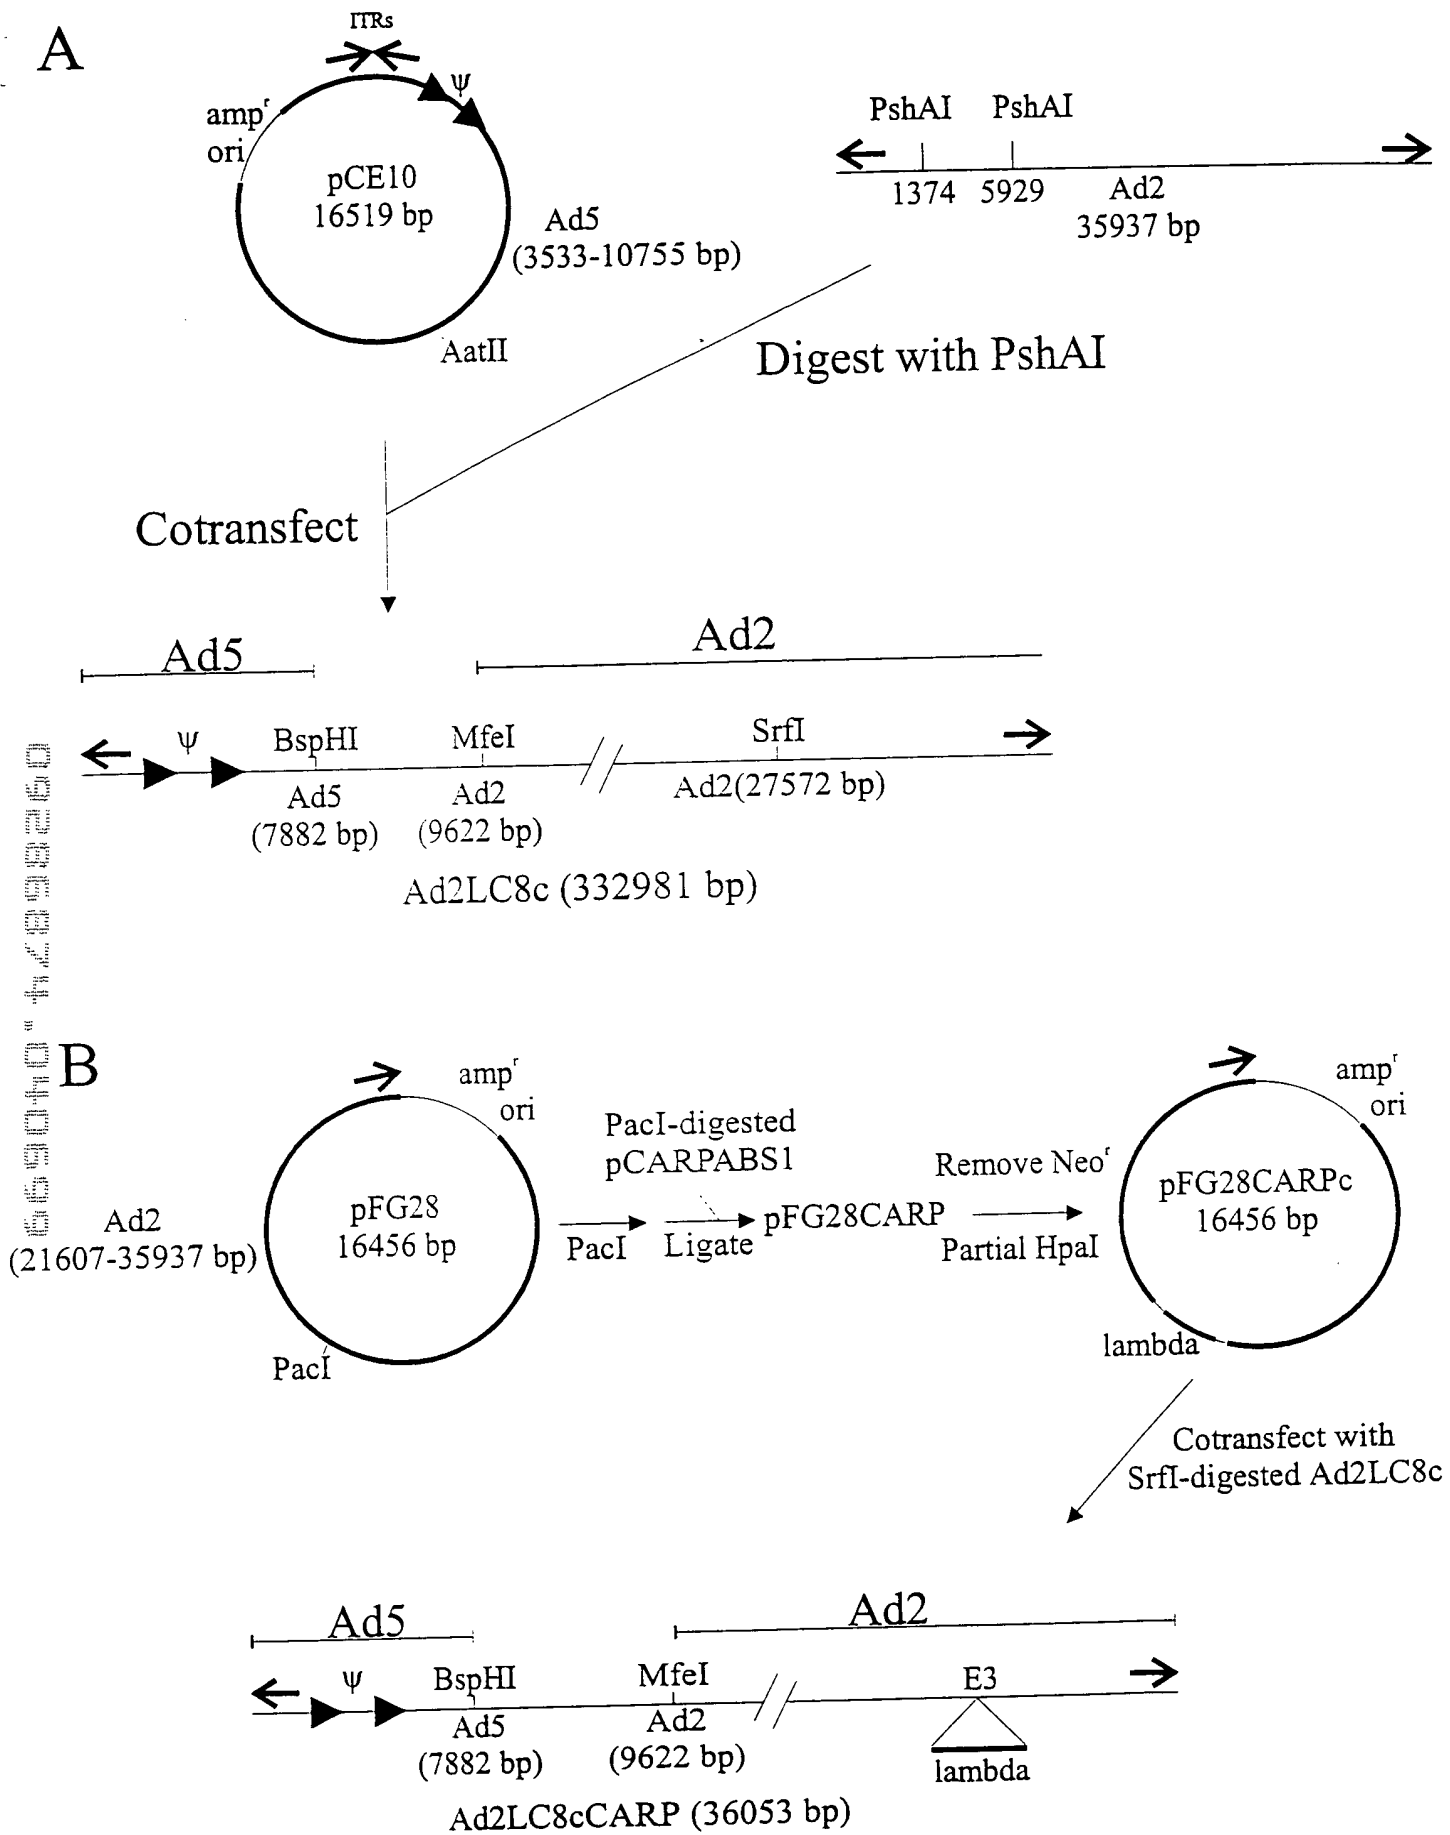 A
ITRs
ψ
amp^r
ori
pCE10
16519 bp
Ad5
(3533-10755 bp)
AatII
PshAI PshAI
1374 5929 Ad2
35937 bp
Digest with PshAI
Cotransfect
Ad5 Ad2
ψ BspHI MfeI SrfI
Ad5 Ad2 Ad2(27572 bp)
(7882 bp) (9622 bp)
Ad2LC8c (332981 bp)
09286874.040699
B
amp^r
ori
pFG28
16456 bp
Ad2
(21607-35937 bp)
PacI
PacI-digested
pCARPABS1
PacI Ligate
pFG28CARP
Remove Neo^r
Partial HpaI
amp^r
ori
pFG28CARPc
16456 bp
lambda
Cotransfect with
SrfI-digested Ad2LC8c
Ad5 Ad2
ψ BspHI MfeI E3
Ad5 Ad2
(7882 bp) (9622 bp) lambda
Ad2LC8cCARP (36053 bp)